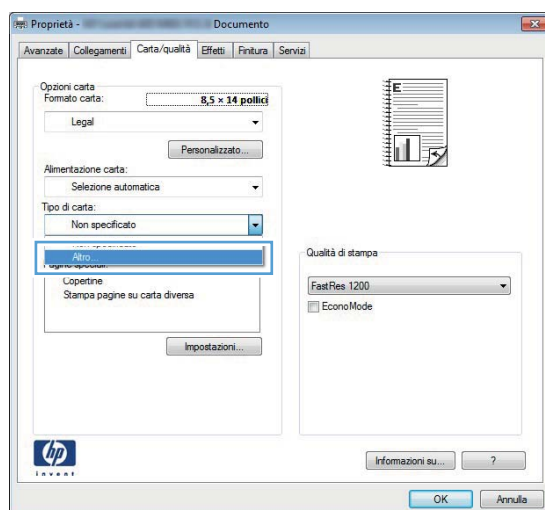 Proprietà - Documento
Avanzate Collegamenti Carta/qualità Effetti Finitura Servizi
Opzioni carta
Formato carta: 8,5 × 14 pollici
Legal
Personalizzato...
Alimentazione carta:
Selezione automatica
Tipo di carta:
Non specificato
Altro...
Copertine
Stampa pagine su carta diversa
Impostazioni...
E
Qualità di stampa
FastRes 1200
EconoMode
hp
invent
Informazioni su... ?
OK Annulla